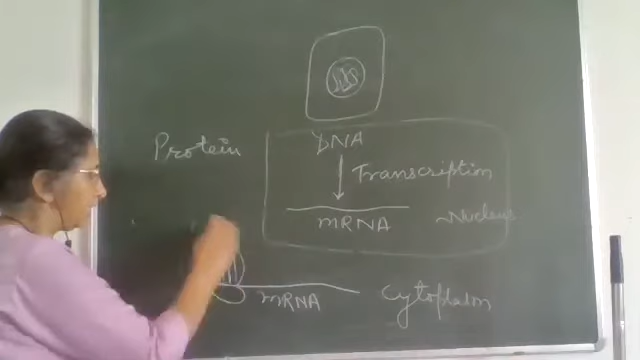 Protein
DNA
Transcription
mRNA
Nucleus
mRNA
Cytoplasm